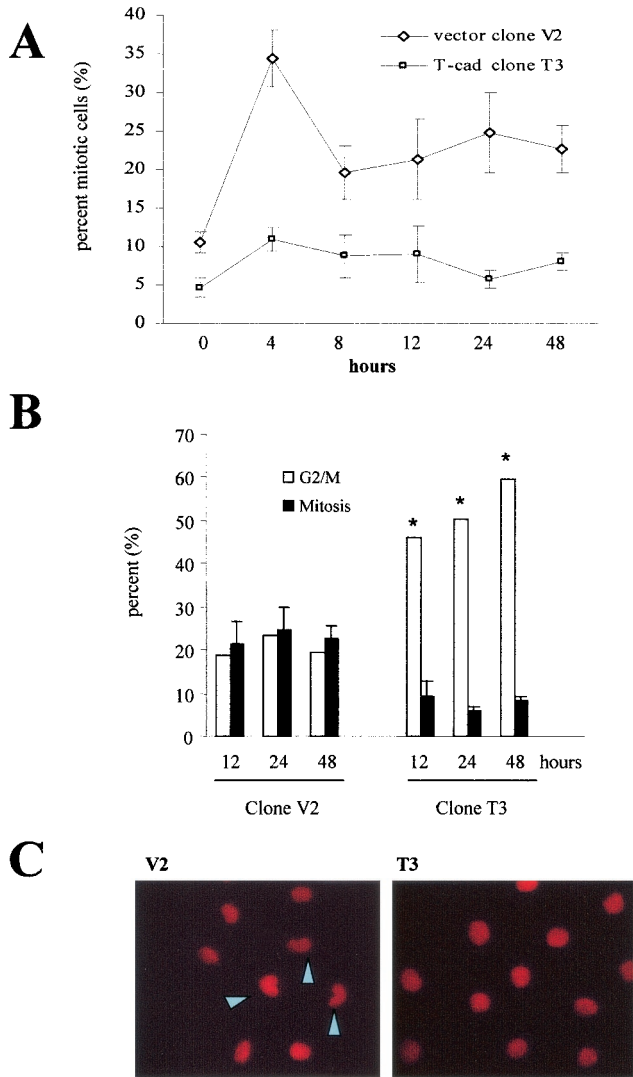 A
vector clone V2
T-cad clone T3
percent mitotic cells (%)
40
35
30
25
20
15
10
5
0
0 4 8 12 24 48
hours
B
G2/M
Mitosis
percent (%)
70
60
50
40
30
20
10
0
* * *
12 24 48 12 24 48 hours
Clone V2 Clone T3
C
V2 T3